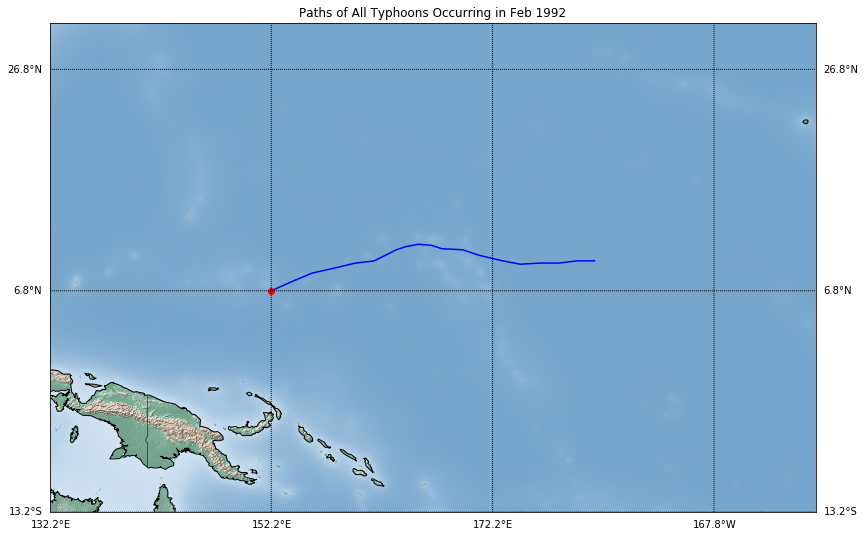 Paths of All Typhoons Occurring in Feb 1992
26.8°N 26.8°N
6.8°N 6.8°N
13.2°S 13.2°S
132.2°E 152.2°E 172.2°E 167.8°W